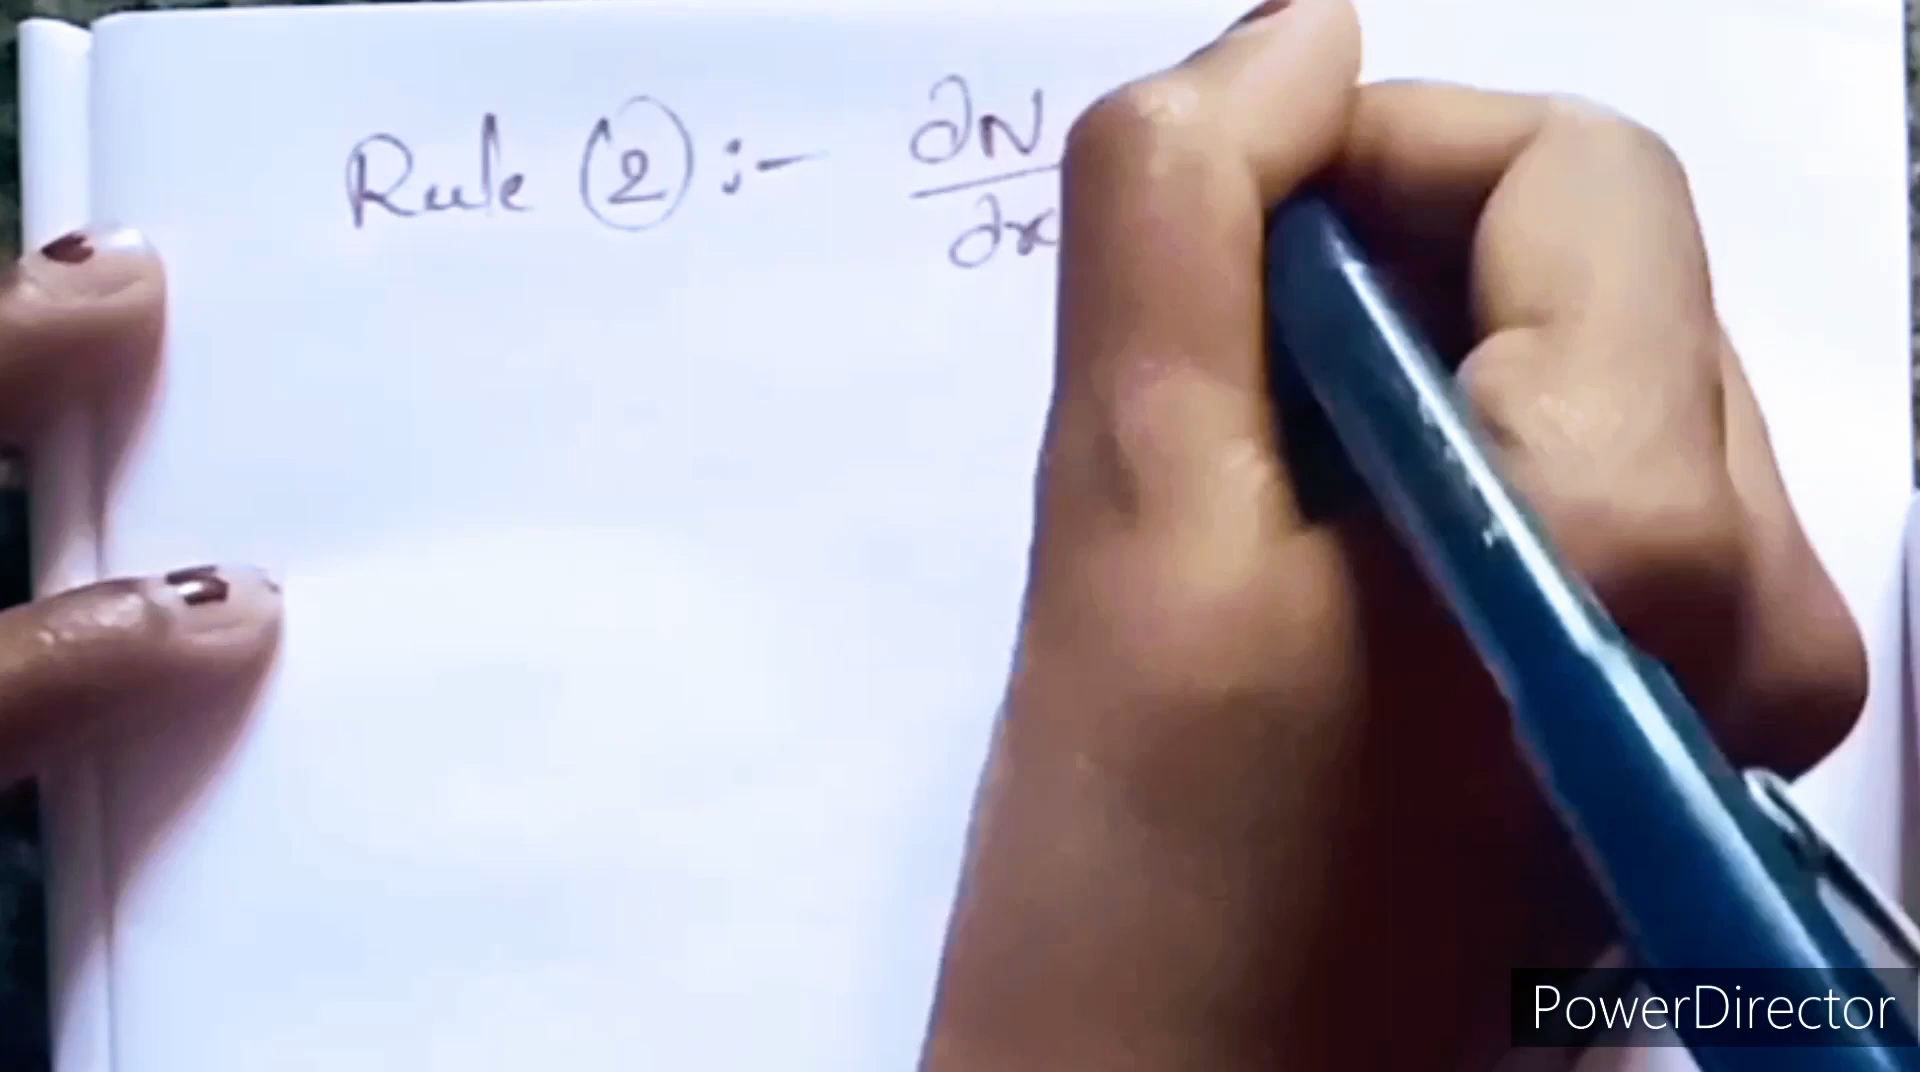 Rule (2) :- ∂N/∂x
PowerDirector